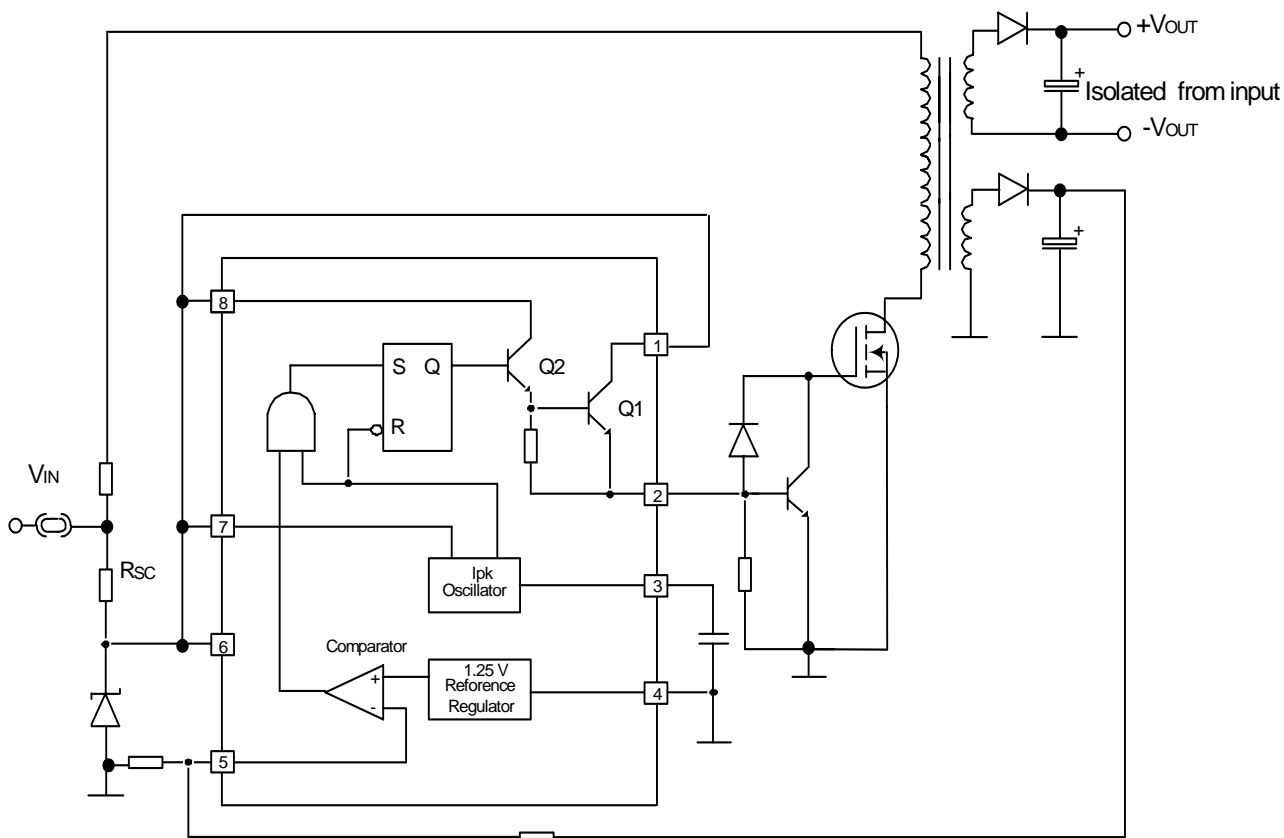 +VOUT
Isolated from input
-VOUT
8
1
S Q
Q2
R
Q1
VIN
2
7
RSC
Ipk
Oscillator
3
6
Comparator
1.25 V
Reforence
Regulator
+
-
4
5